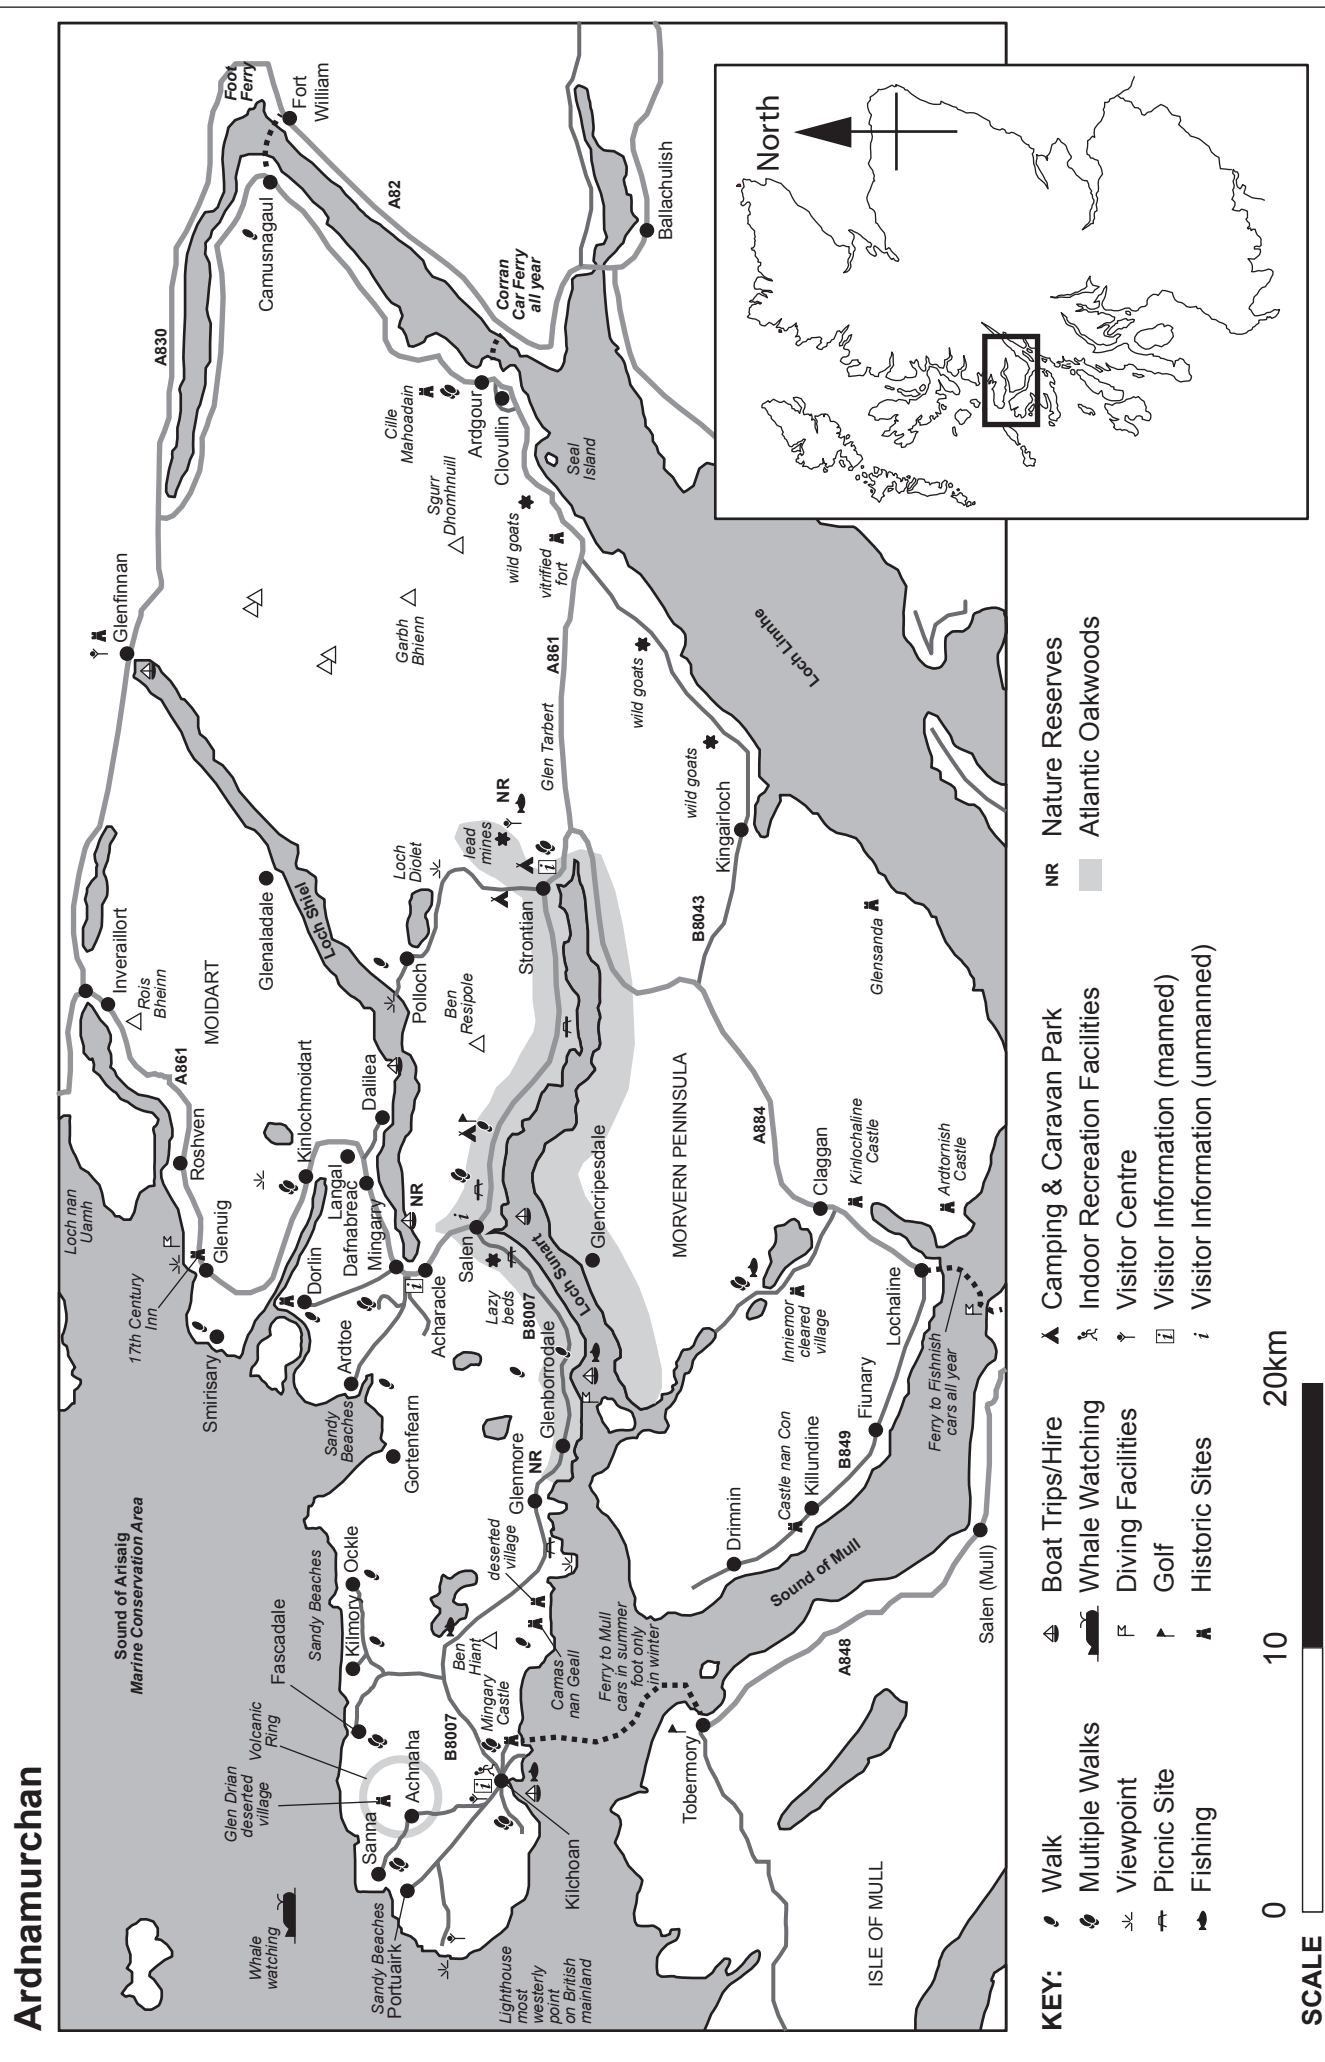 Ardnamurchan
Sound of Arisaig
Marine Conservation Area
Whale
watching
Glen Drian
deserted
village
Volcanic
Ring
Fascadale
Sandy Beaches
Kilmory
Ockle
Sanna
Achnaha
Sandy Beaches
Portuairk
Lighthouse
most
westerly
point
on British
mainland
Kilchoan
B8007
Mingary
Castle
Ben
Hiant
Camas
nan Geall
deserted
village
Ferry to Mull
cars in summer
foot only
in winter
Glenmore
NR
Glenborrodale
B8007
Lazy
beds
Salen
Loch Sunart
Gortenfearn
Sandy
Beaches
Ardtoe
Acharacle
Smirisary
17th Century
Inn
Glenuig
Loch nan
Uamh
Roshven
A861
Dorlin
Mingarry
Dafnabreac
Langal
Kinlochmoidart
Dalilea
NR
MOIDART
Rois
Bheinn
Inveraillort
Glenaladale
Loch Shiel
Polloch
Loch
Diolet
Ben
Resipole
Strontian
lead
mines
NR
Glen Tarbert
A861
Glenfinnan
A830
Garbh
Bhienn
Sgurr
Dhomhnuill
Cille
Mahoadain
Ardgour
Clovullin
wild goats
vitrified
fort
Seal
Island
Corran
Car Ferry
all year
Camusnagaul
Foot
Ferry
Fort
William
A82
Ballachulish
wild goats
wild goats
Kingairloch
B8043
Loch Linnhe
Glensanda
Glencripesdale
MORVERN PENINSULA
A884
Claggan
Kinlochaline
Castle
Ardtornish
Castle
Inniemor
cleared
village
Lochaline
Ferry to Fishnish
cars all year
Fiunary
B849
Killundine
Castle nan Con
Drimnin
Sound of Mull
Salen (Mull)
A848
Tobermory
ISLE OF MULL
North
KEY:
Walk
Multiple Walks
Viewpoint
Picnic Site
Fishing
Boat Trips/Hire
Whale Watching
Diving Facilities
Golf
Historic Sites
Camping & Caravan Park
Indoor Recreation Facilities
Visitor Centre
i Visitor Information (manned)
i Visitor Information (unmanned)
NR Nature Reserves
Atlantic Oakwoods
SCALE
0 10 20km